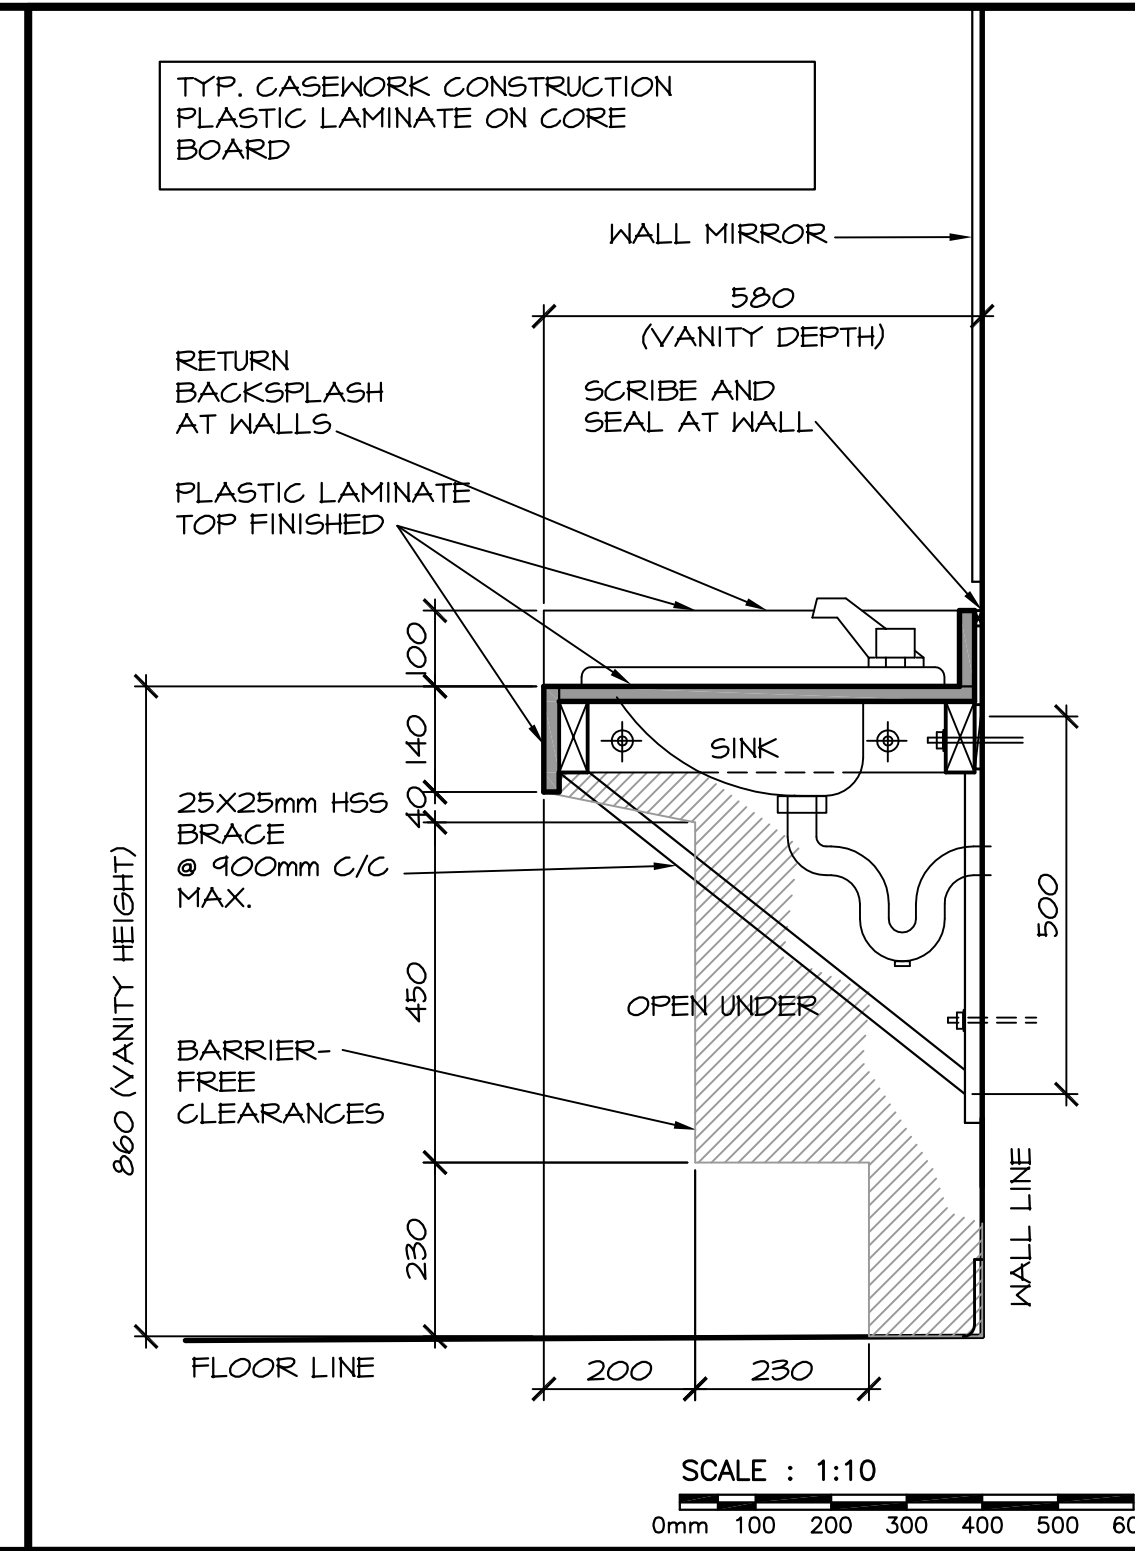 TYP. CASEWORK CONSTRUCTION
PLASTIC LAMINATE ON CORE
BOARD
WALL MIRROR
580
(VANITY DEPTH)
RETURN
BACKSPLASH
AT WALLS
SCRIBE AND
SEAL AT WALL
PLASTIC LAMINATE
TOP FINISHED
100
140
40
SINK
25X25mm HSS
BRACE
@ 900mm C/C
MAX.
860 (VANITY HEIGHT)
500
450
OPEN UNDER
BARRIER-
FREE
CLEARANCES
230
WALL LINE
FLOOR LINE
200
230
SCALE : 1:10
0mm 100 200 300 400 500